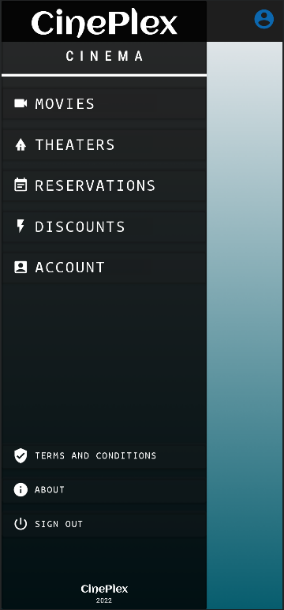 CinePlex
CINEMA
MOVIES
THEATERS
RESERVATIONS
DISCOUNTS
ACCOUNT
TERMS AND CONDITIONS
ABOUT
SIGN OUT
CinePlex
2022